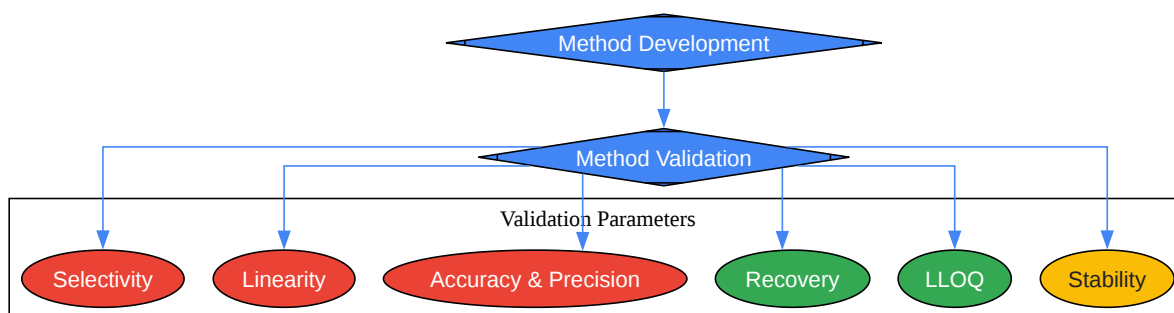 Method Development
Method Validation
Validation Parameters
Selectivity
Linearity
Accuracy & Precision
Recovery
LLOQ
Stability